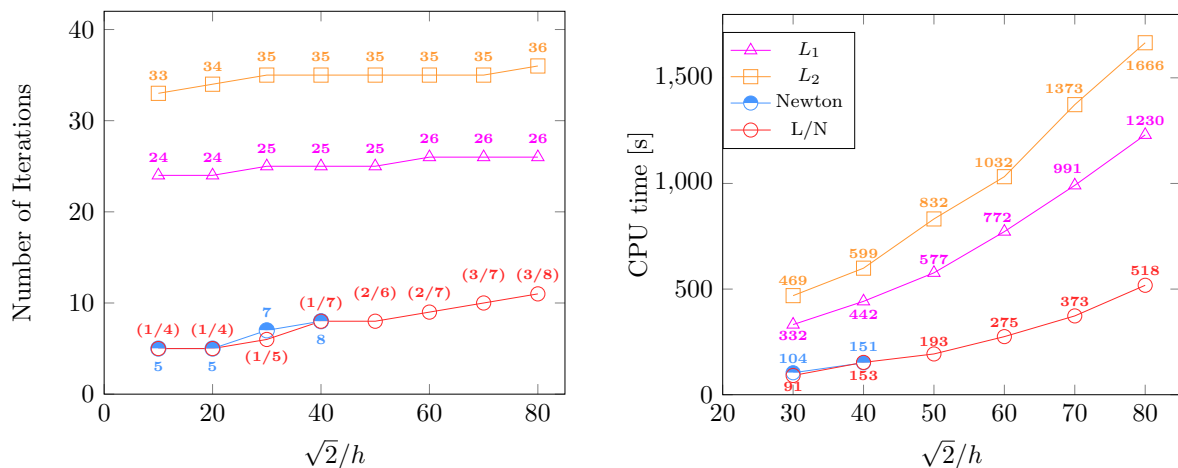 40
30
20
10
0
Number of Iterations
33 34 35 35 35 35 35 36
24 24 25 25 25 26 26 26
(1/4) (1/4) 7 (1/7) (2/6) (2/7) (3/7) (3/8)
5 5 (1/5) 8
0 20 40 60 80
√2/h
1,500
1,000
500
0
CPU time [s]
L₁
L₂
Newton
L/N
469 599 832 1032 1373 1666
332 442 577 772 991 1230
104 151 193 275 373 518
91 153
20 30 40 50 60 70 80
√2/h